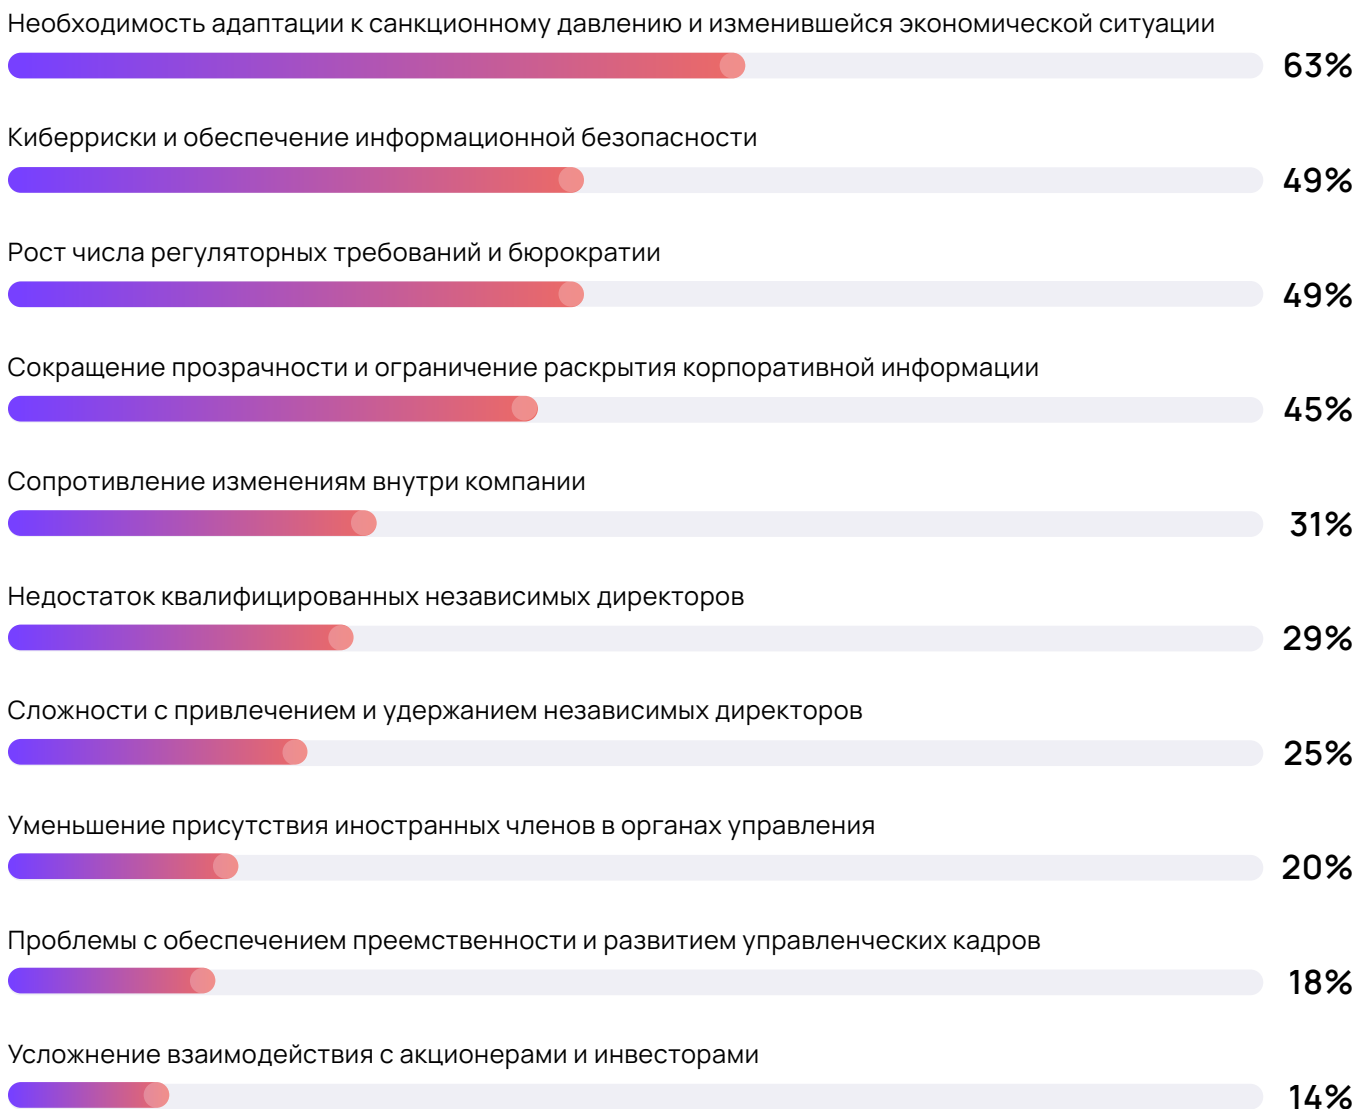 Необходимость адаптации к санкционному давлению и изменившейся экономической ситуации
63%
Киберриски и обеспечение информационной безопасности
49%
Рост числа регуляторных требований и бюрократии
49%
Сокращение прозрачности и ограничение раскрытия корпоративной информации
45%
Сопротивление изменениям внутри компании
31%
Недостаток квалифицированных независимых директоров
29%
Сложности с привлечением и удержанием независимых директоров
25%
Уменьшение присутствия иностранных членов в органах управления
20%
Проблемы с обеспечением преемственности и развитием управленческих кадров
18%
Усложнение взаимодействия с акционерами и инвесторами
14%